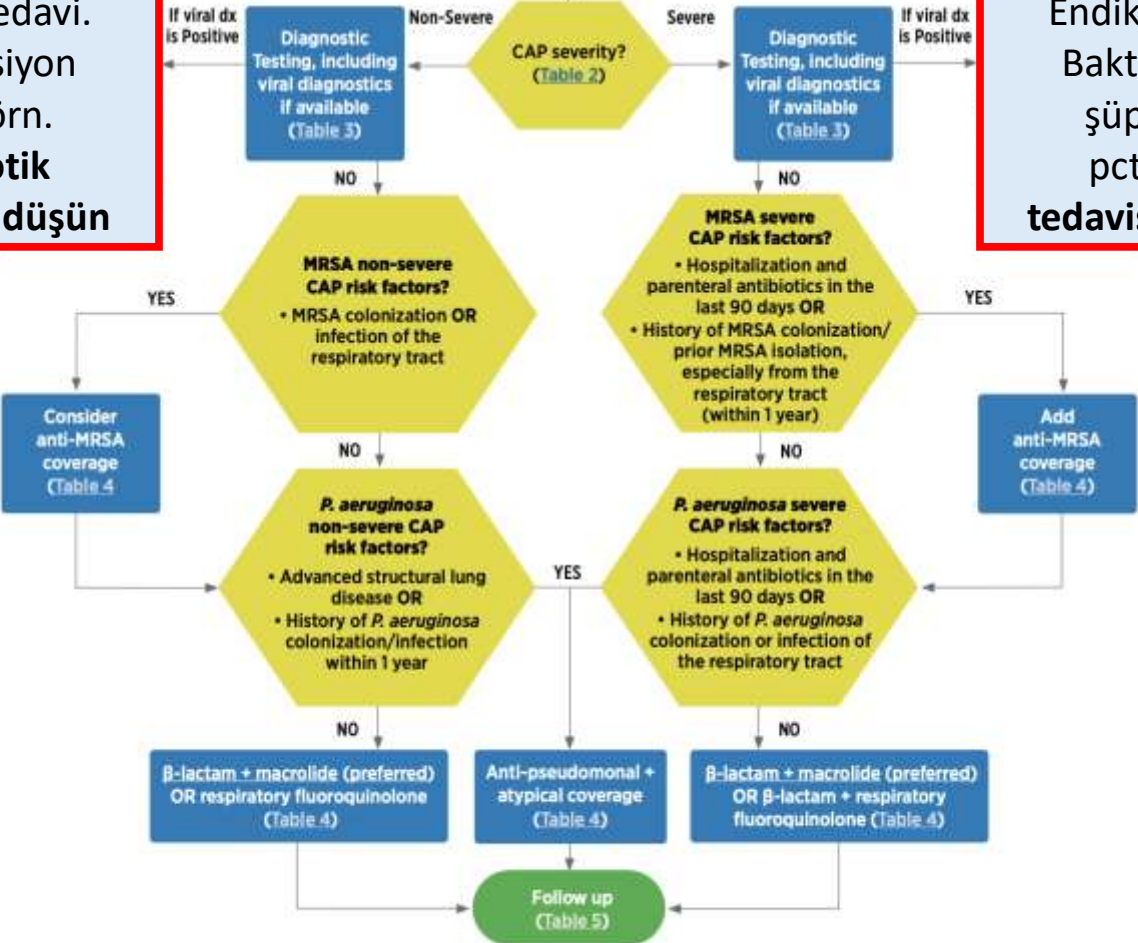 edavi.
siyon
örn.
düşün
If viral dx
is Positive
Diagnostic
Testing, including
viral diagnostics
if available
(Table 3)
Non-Severe
CAP severity?
(Table 2)
Severe
Diagnostic
Testing, including
viral diagnostics
if available
(Table 3)
If viral dx
is Positive
Endik
Bakt
şüp
pct
tedavis
NO
NO
MRSA non-severe
CAP risk factors?
• MRSA colonization OR
infection of the
respiratory tract
MRSA severe
CAP risk factors?
• Hospitalization and
parenteral antibiotics in the
last 90 days OR
• History of MRSA colonization/
prior MRSA isolation,
especially from the
respiratory tract
(within 1 year)
YES
YES
Consider
anti-MRSA
coverage
(Table 4
Add
anti-MRSA
coverage
(Table 4)
NO
NO
P. aeruginosa
non-severe CAP
risk factors?
• Advanced structural lung
disease OR
• History of P. aeruginosa
colonization/infection
within 1 year
YES
P. aeruginosa severe
CAP risk factors?
• Hospitalization and
parenteral antibiotics in the
last 90 days OR
• History of P. aeruginosa
colonization or infection of
the respiratory tract
NO
NO
β-lactam + macrolide (preferred)
OR respiratory fluoroquinolone
(Table 4)
Anti-pseudomonal +
atypical coverage
(Table 4)
β-lactam + macrolide (preferred)
OR β-lactam + respiratory
fluoroquinolone (Table 4)
Follow up
(Table 5)